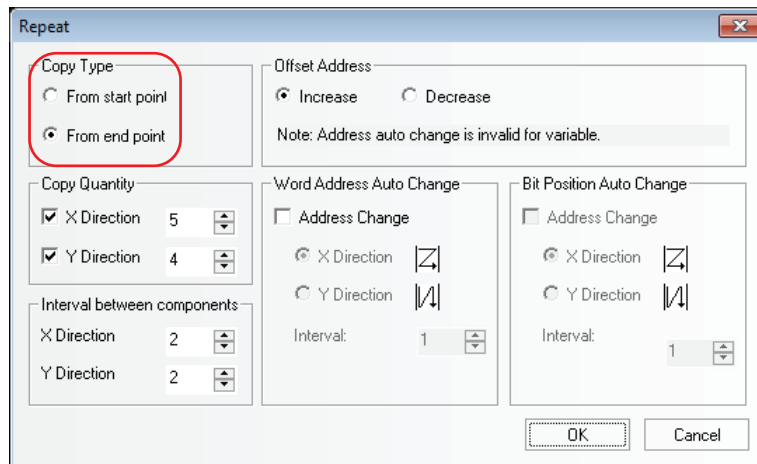 Repeat
Copy Type
From start point
From end point
Offset Address
Increase Decrease
Note: Address auto change is invalid for variable.
Copy Quantity
X Direction 5
Y Direction 4
Interval between components
X Direction 2
Y Direction 2
Word Address Auto Change
Address Change
X Direction
Y Direction
Interval: 1
Bit Position Auto Change
Address Change
X Direction
Y Direction
Interval: 1
OK Cancel